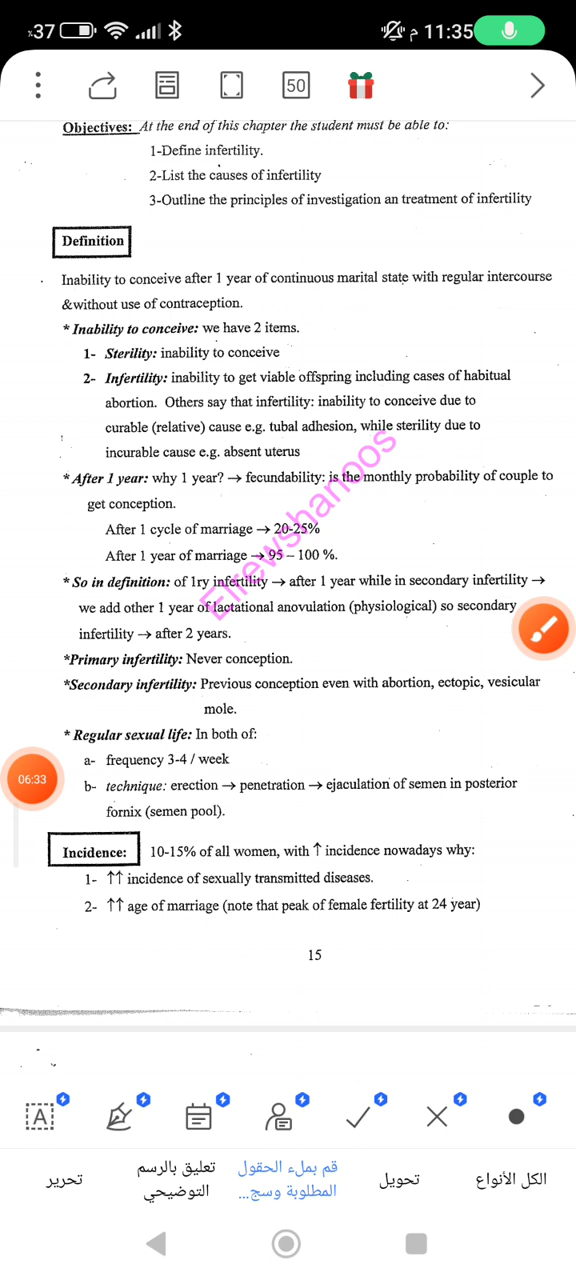 %37
11:35 م
50
Objectives: At the end of this chapter the student must be able to:
1-Define infertility.
2-List the causes of infertility
3-Outline the principles of investigation an treatment of infertility
Definition
Inability to conceive after 1 year of continuous marital state with regular intercourse
&without use of contraception.
* Inability to conceive: we have 2 items.
1- Sterility: inability to conceive
2- Infertility: inability to get viable offspring including cases of habitual
abortion. Others say that infertility: inability to conceive due to
curable (relative) cause e.g. tubal adhesion, while sterility due to
incurable cause e.g. absent uterus
* After 1 year: why 1 year? → fecundability: is the monthly probability of couple to
get conception.
After 1 cycle of marriage → 20-25%
After 1 year of marriage → 95 – 100 %.
* So in definition: of 1ry infertility → after 1 year while in secondary infertility →
we add other 1 year of lactational anovulation (physiological) so secondary
infertility → after 2 years.
*Primary infertility: Never conception.
*Secondary infertility: Previous conception even with abortion, ectopic, vesicular
mole.
* Regular sexual life: In both of:
a- frequency 3-4 / week
b- technique: erection → penetration → ejaculation of semen in posterior
fornix (semen pool).
Elrewshanoos
06:33
Incidence: 10-15% of all women, with ↑ incidence nowadays why:
1- ↑↑ incidence of sexually transmitted diseases.
2- ↑↑ age of marriage (note that peak of female fertility at 24 year)
15
A
الكل الأنواع
تحويل
قم بملء الحقول
المطلوبة وسج...
تعليق بالرسم
التوضيحي
تحرير